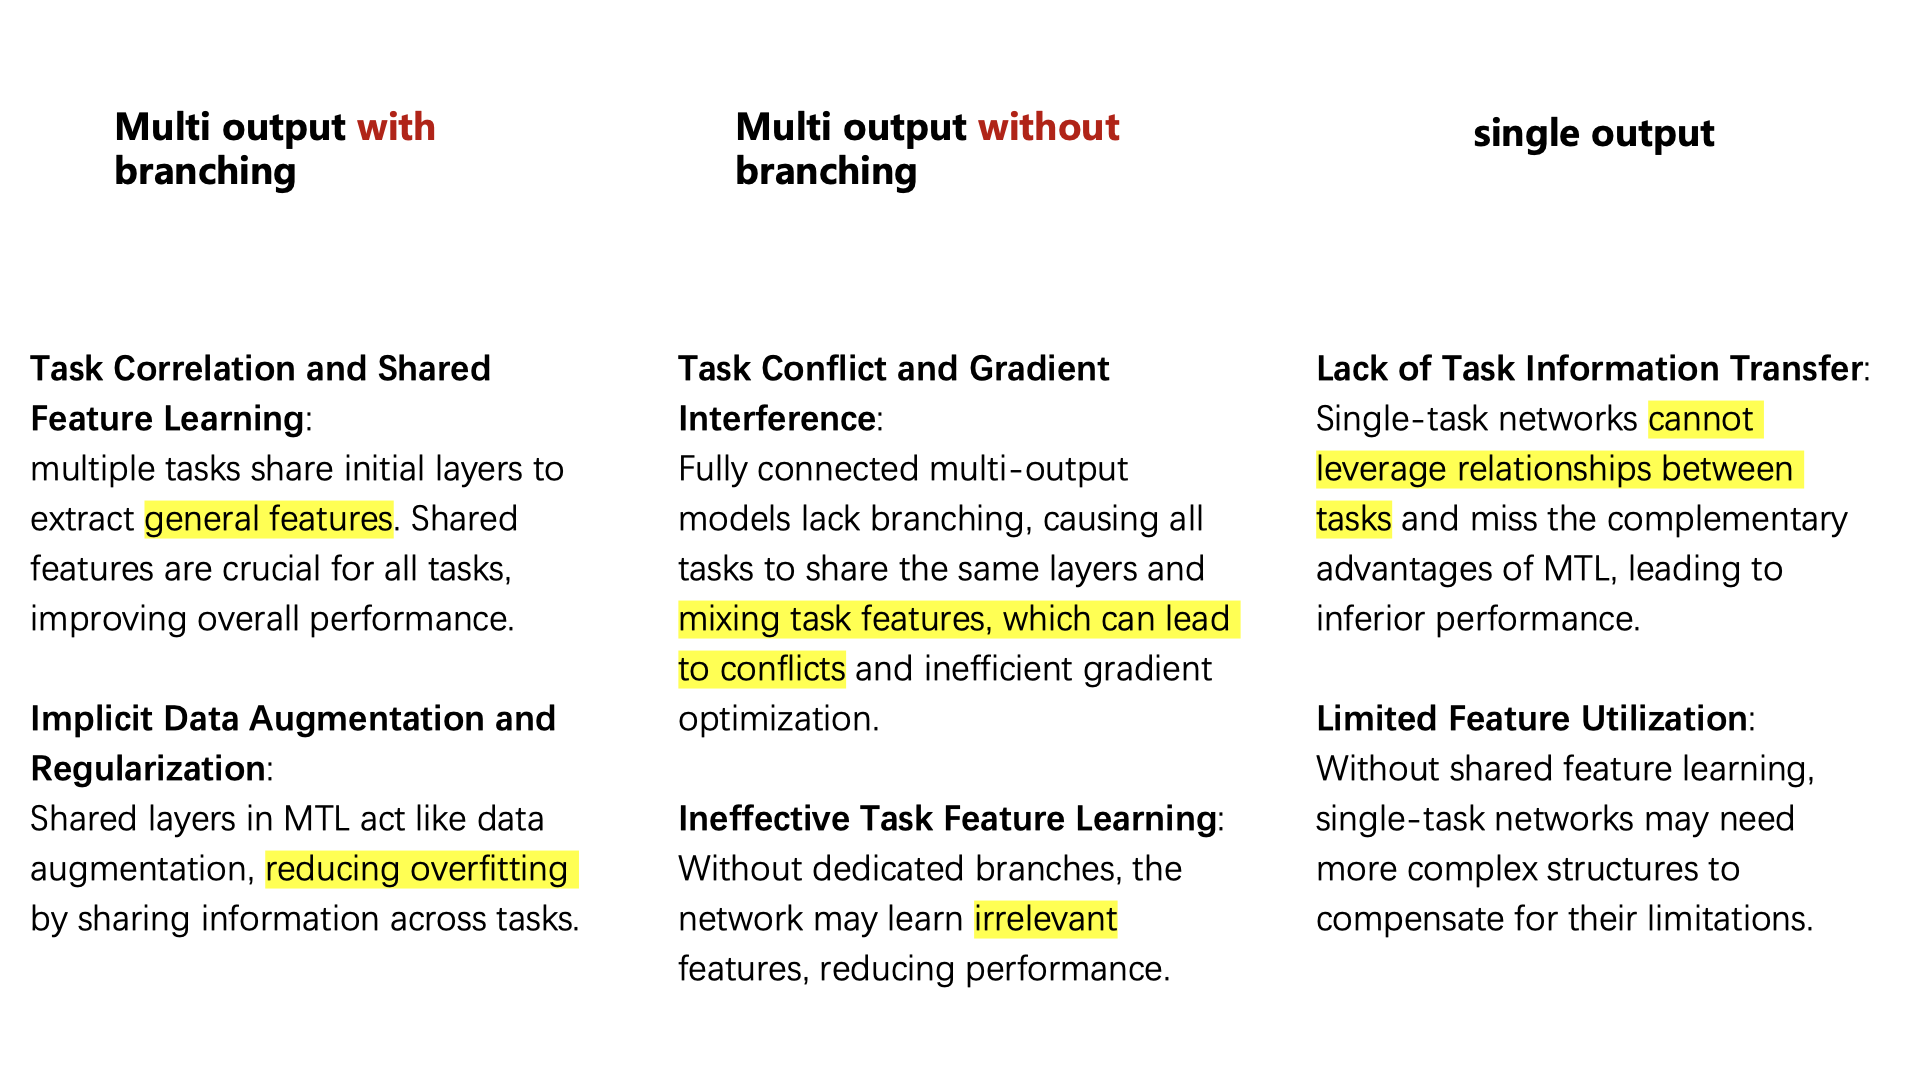 Multi output with
branching
Multi output without
branching
single output
Task Correlation and Shared
Feature Learning:
multiple tasks share initial layers to
extract general features. Shared
features are crucial for all tasks,
improving overall performance.
Implicit Data Augmentation and
Regularization:
Shared layers in MTL act like data
augmentation, reducing overfitting
by sharing information across tasks.
Task Conflict and Gradient
Interference:
Fully connected multi-output
models lack branching, causing all
tasks to share the same layers and
mixing task features, which can lead
to conflicts and inefficient gradient
optimization.
Ineffective Task Feature Learning:
Without dedicated branches, the
network may learn irrelevant
features, reducing performance.
Lack of Task Information Transfer:
Single-task networks cannot
leverage relationships between
tasks and miss the complementary
advantages of MTL, leading to
inferior performance.
Limited Feature Utilization:
Without shared feature learning,
single-task networks may need
more complex structures to
compensate for their limitations.